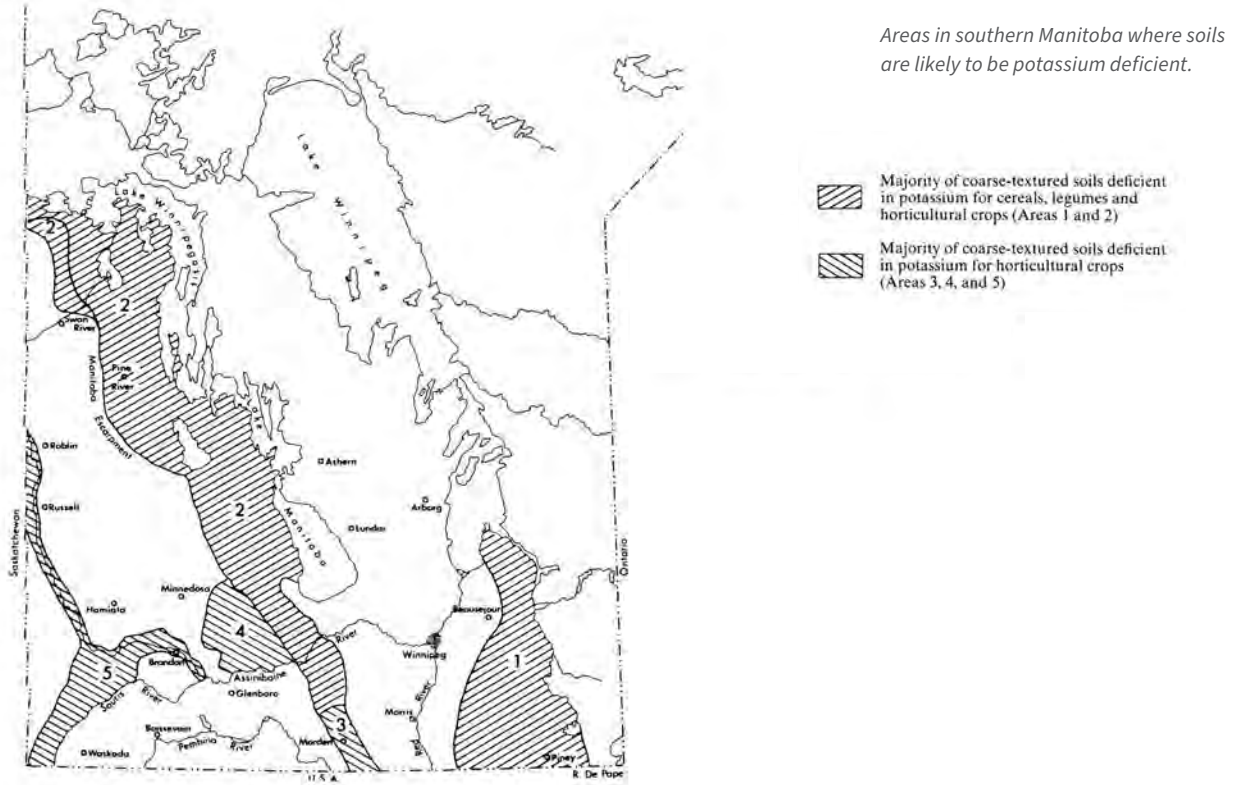 Areas in southern Manitoba where soils
are likely to be potassium deficient.
Majority of coarse-textured soils deficient
in potassium for cereals, legumes and
horticultural crops (Areas 1 and 2)
Majority of coarse-textured soils deficient
in potassium for horticultural crops
(Areas 3, 4, and 5)
Lake Winnipeg
Lake Winnipegosis
2
2
Swan
River
Pine
River
Manitoba
Escarpment
Roblin
Lake
Ashern
Russell
2
Manitoba
Lundar
Arborg
Saskatchewan
Ontario
Minnedosa
Hamiota
Beausejour
4
River
Winnipeg
1
Brandon
5
Assiniboine
Souris
River
Glenboro
Morris
Red River
3
Boissevain
Pembina River
Morden
Waskada
Piney
U.S.A.
R. De Pape